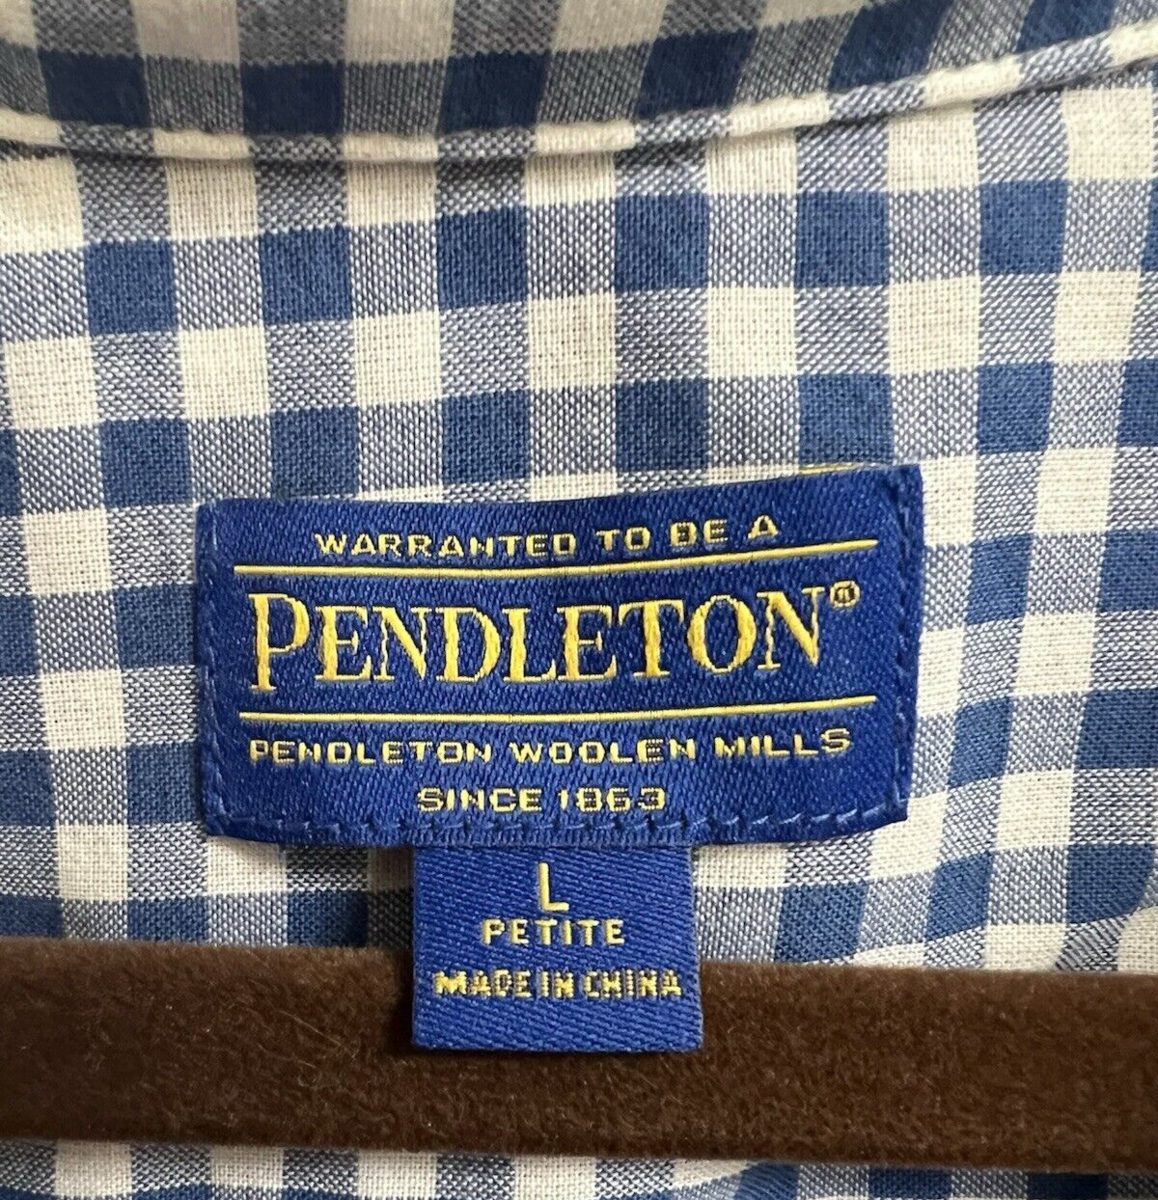 WARRANTED TO BE A
PENDLETON®
PENDLETON WOOLEN MILLS
SINCE 1863
L
PETITE
MADE IN CHINA